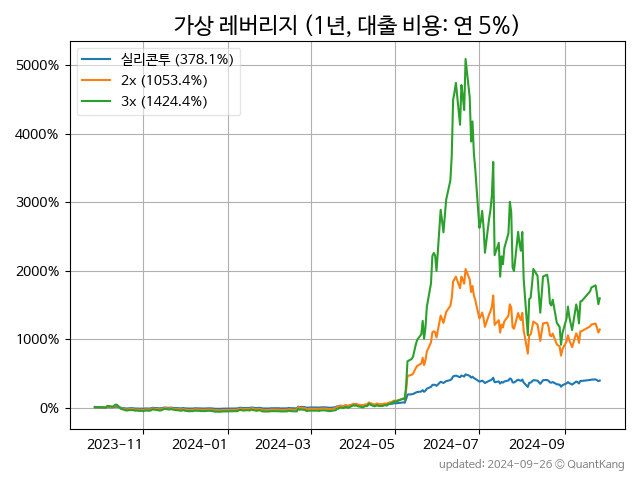 가상 레버리지 (1년, 대출 비용: 연 5%)
실리콘투 (378.1%)
2x (1053.4%)
3x (1424.4%)
5000%
4000%
3000%
2000%
1000%
0%
2023-11
2024-01
2024-03
2024-05
2024-07
2024-09
updated: 2024-09-26 © QuantKang